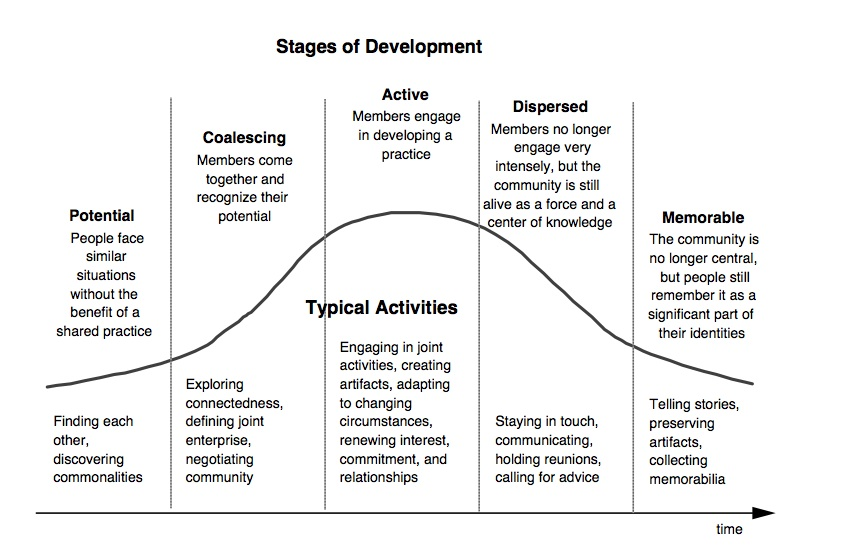 Stages of Development
Potential
People face
similar
situations
without the
benefit of a
shared practice
Coalescing
Members come
together and
recognize their
potential
Active
Members engage
in developing a
practice
Dispersed
Members no longer
engage very
intensely, but the
community is still
alive as a force and a
center of knowledge
Memorable
The community is
no longer central,
but people still
remember it as a
significant part of
their identities
Typical Activities
Finding each
other,
discovering
commonalities
Exploring
connectedness,
defining joint
enterprise,
negotiating
community
Engaging in joint
activities, creating
artifacts, adapting
to changing
circumstances,
renewing interest,
commitment, and
relationships
Staying in touch,
communicating,
holding reunions,
calling for advice
Telling stories,
preserving
artifacts,
collecting
memorabilia
time